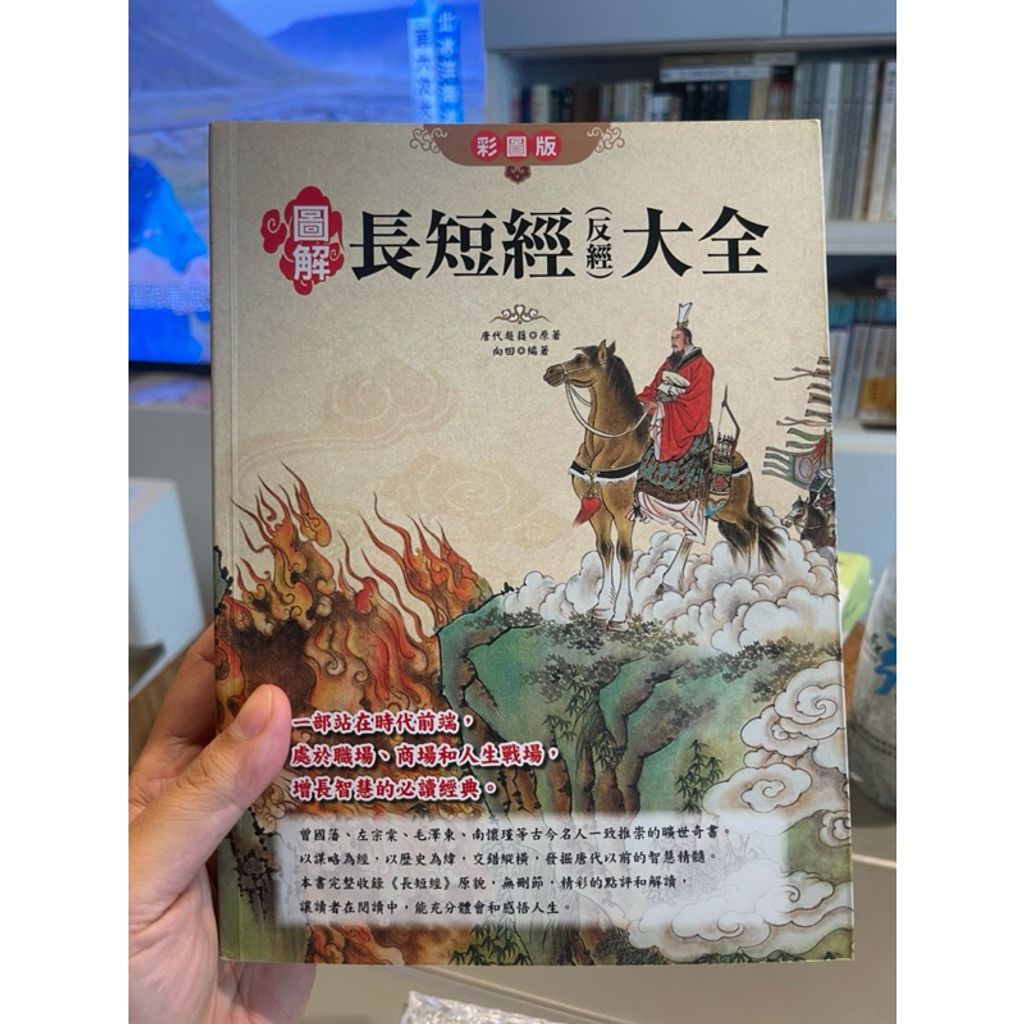 彩圖版
圖解 長短經(反經)大全
唐代趙蕤◎原著
向田◎編著
一部站在時代前端，
處於職場、商場和人生戰場，
增長智慧的必讀經典。
曾國藩、左宗棠、毛澤東、南懷瑾等古今名人一致推崇的曠世奇書。
以謀略為經，以歷史為緯，交錯縱橫，發掘唐代以前的智慧精髓。
本書完整收錄《長短經》原貌，無刪節，精彩的點評和解讀，
讓讀者在閱讀中，能充分體會和感悟人生。